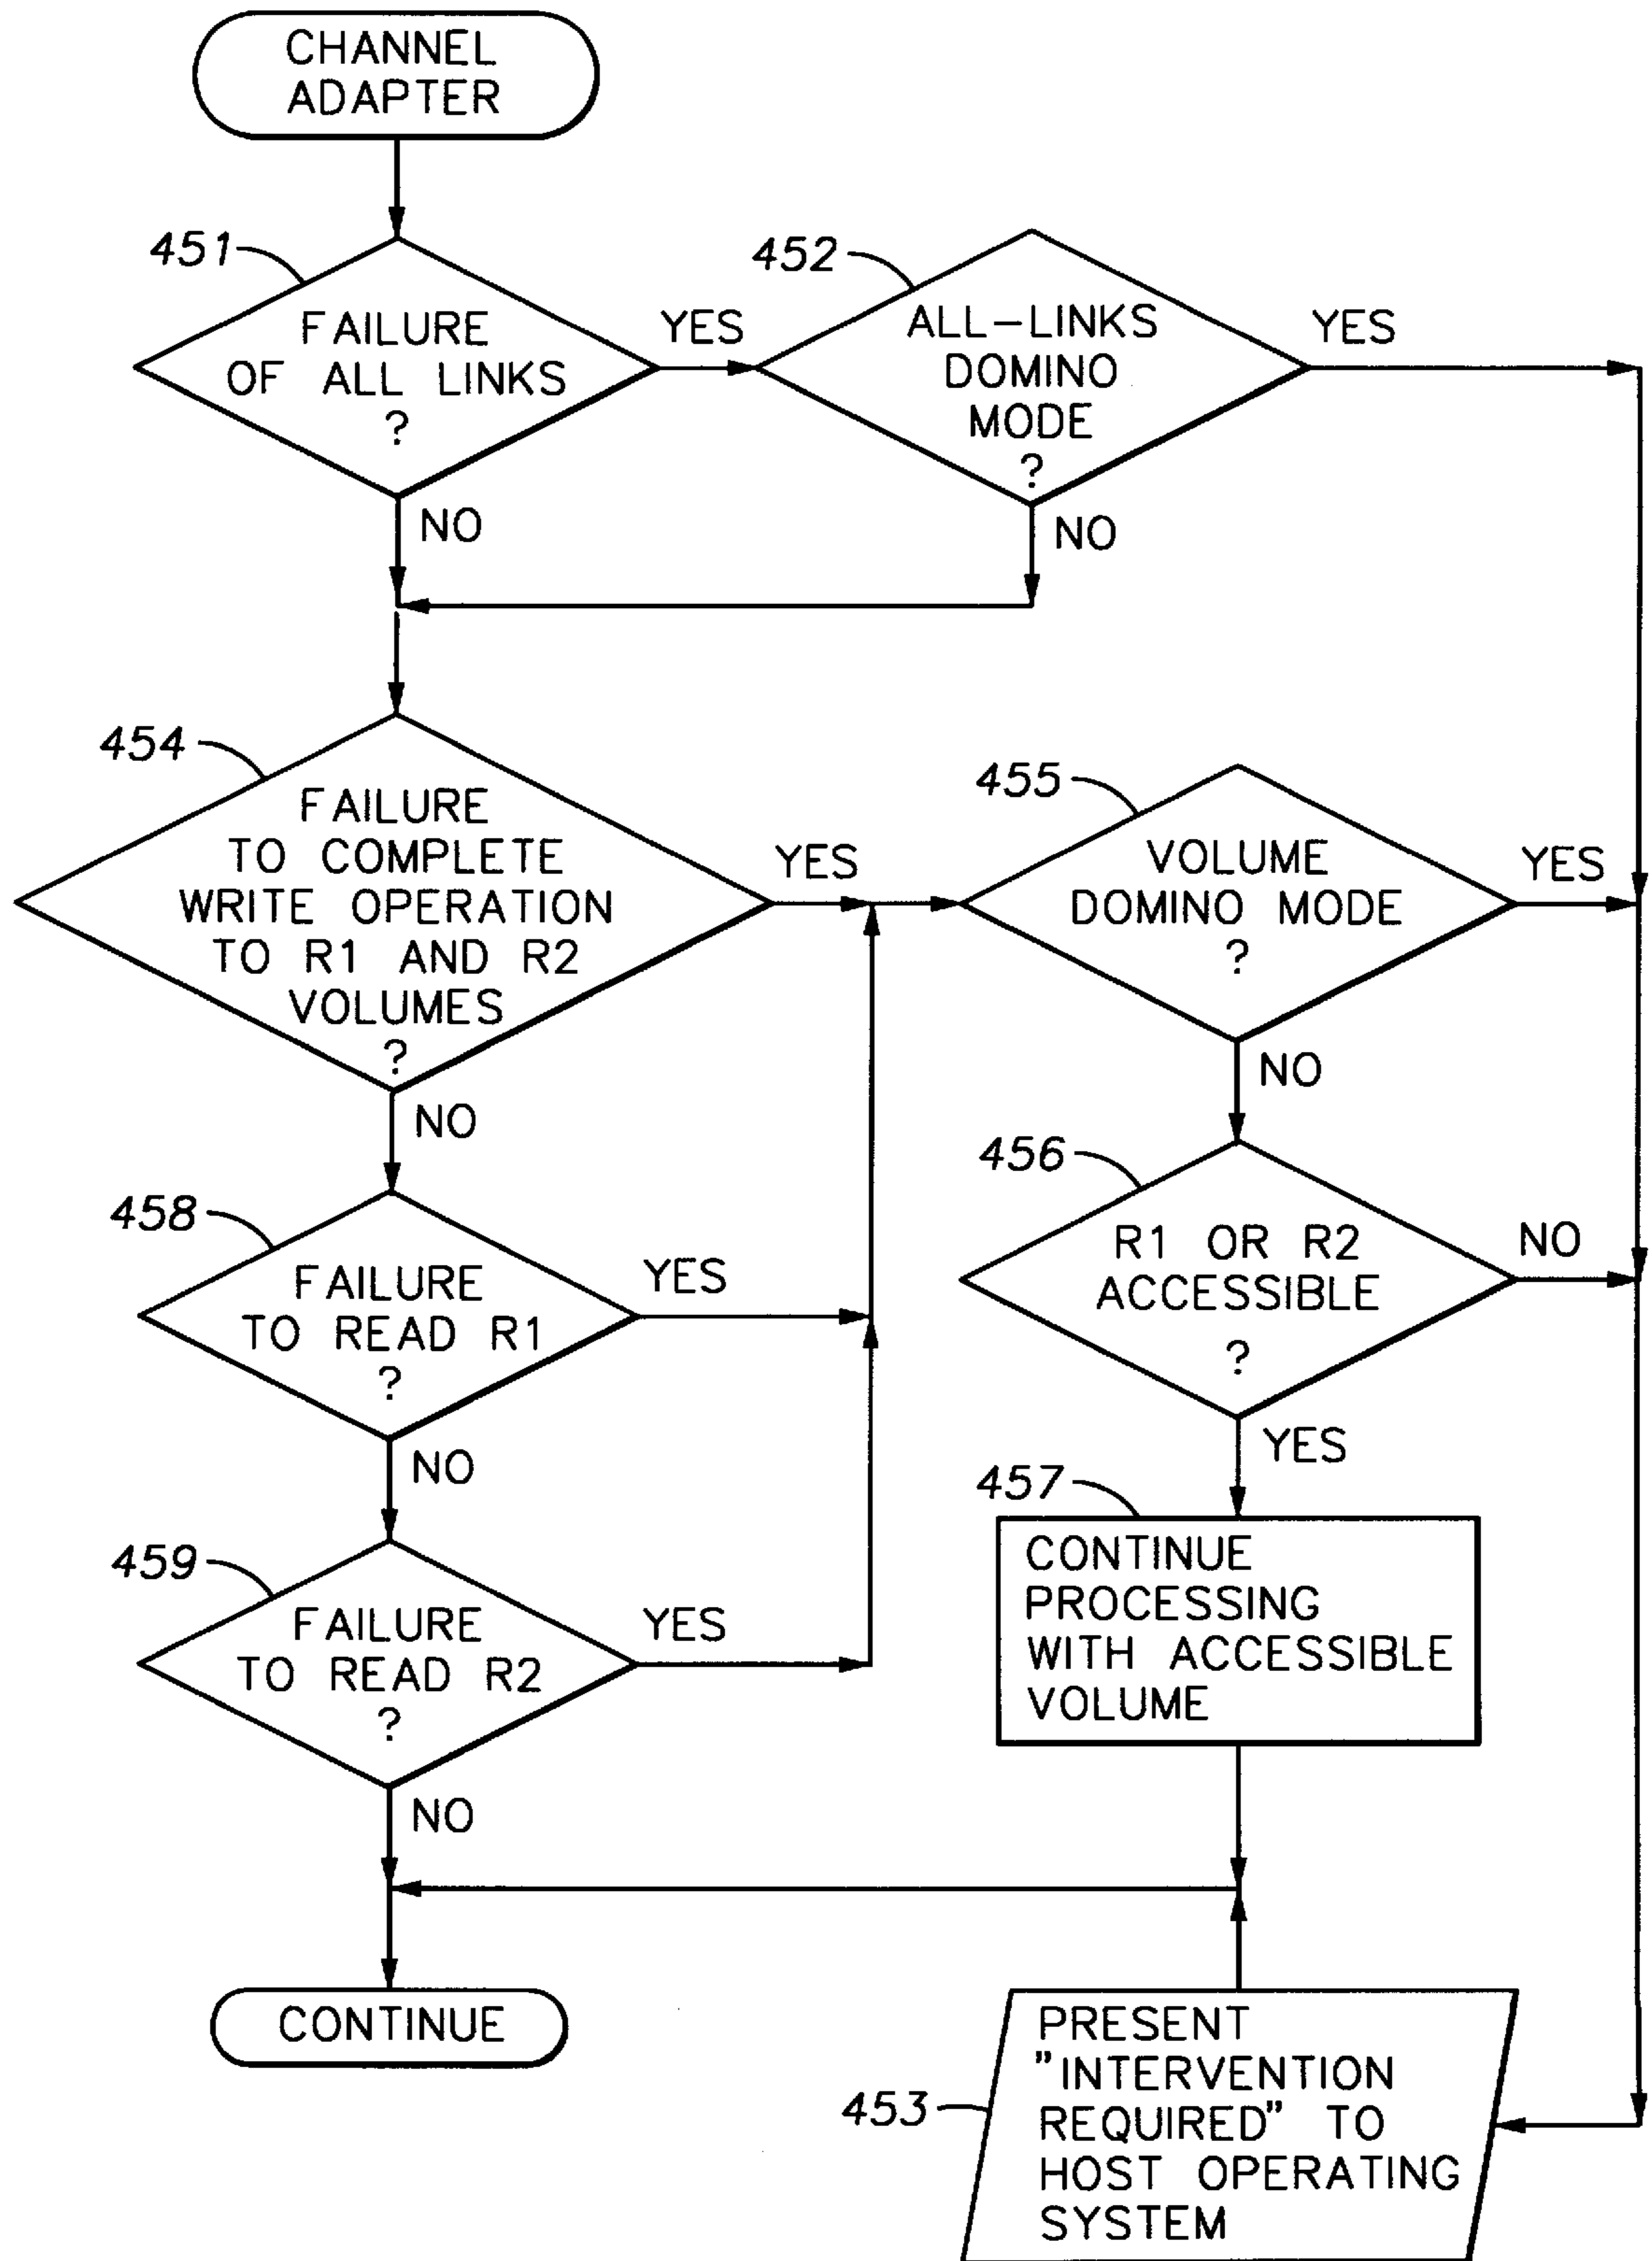 CHANNEL
ADAPTER
451
FAILURE
OF ALL LINKS
?
YES
NO
452
ALL-LINKS
DOMINO
MODE
?
YES
NO
454
FAILURE
TO COMPLETE
WRITE OPERATION
TO R1 AND R2
VOLUMES
?
YES
NO
455
VOLUME
DOMINO MODE
?
YES
NO
456
R1 OR R2
ACCESSIBLE
?
NO
YES
458
FAILURE
TO READ R1
?
YES
NO
457
CONTINUE
PROCESSING
WITH ACCESSIBLE
VOLUME
459
FAILURE
TO READ R2
?
YES
NO
CONTINUE
453
PRESENT
"INTERVENTION
REQUIRED" TO
HOST OPERATING
SYSTEM